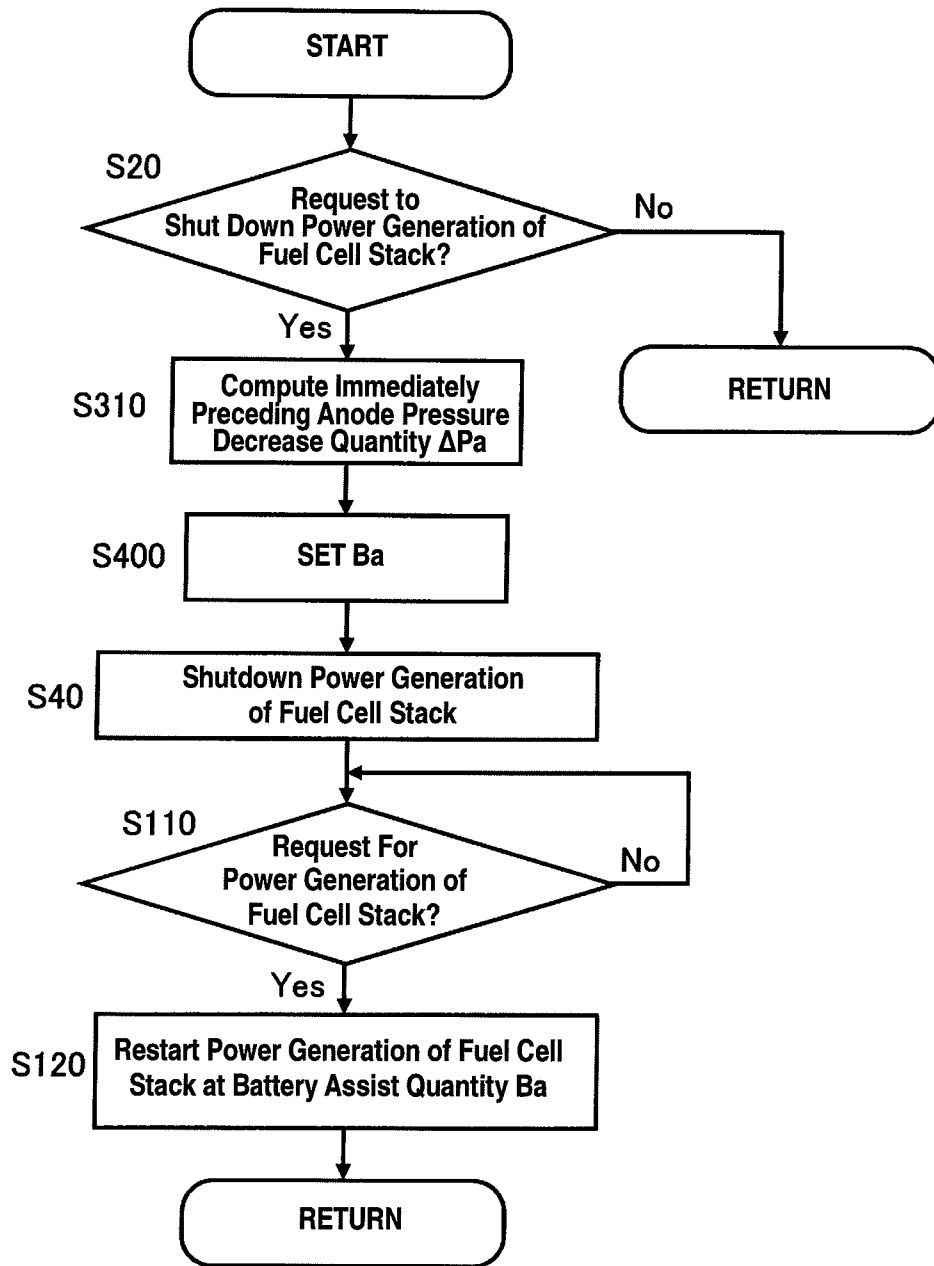 START
S20
Request to
Shut Down Power Generation of
Fuel Cell Stack?
No
Yes
RETURN
S310
Compute Immediately
Preceding Anode Pressure
Decrease Quantity ΔPa
S400
SET Ba
S40
Shutdown Power Generation
of Fuel Cell Stack
S110
Request For
Power Generation of
Fuel Cell Stack?
No
Yes
S120
Restart Power Generation of Fuel Cell
Stack at Battery Assist Quantity Ba
RETURN